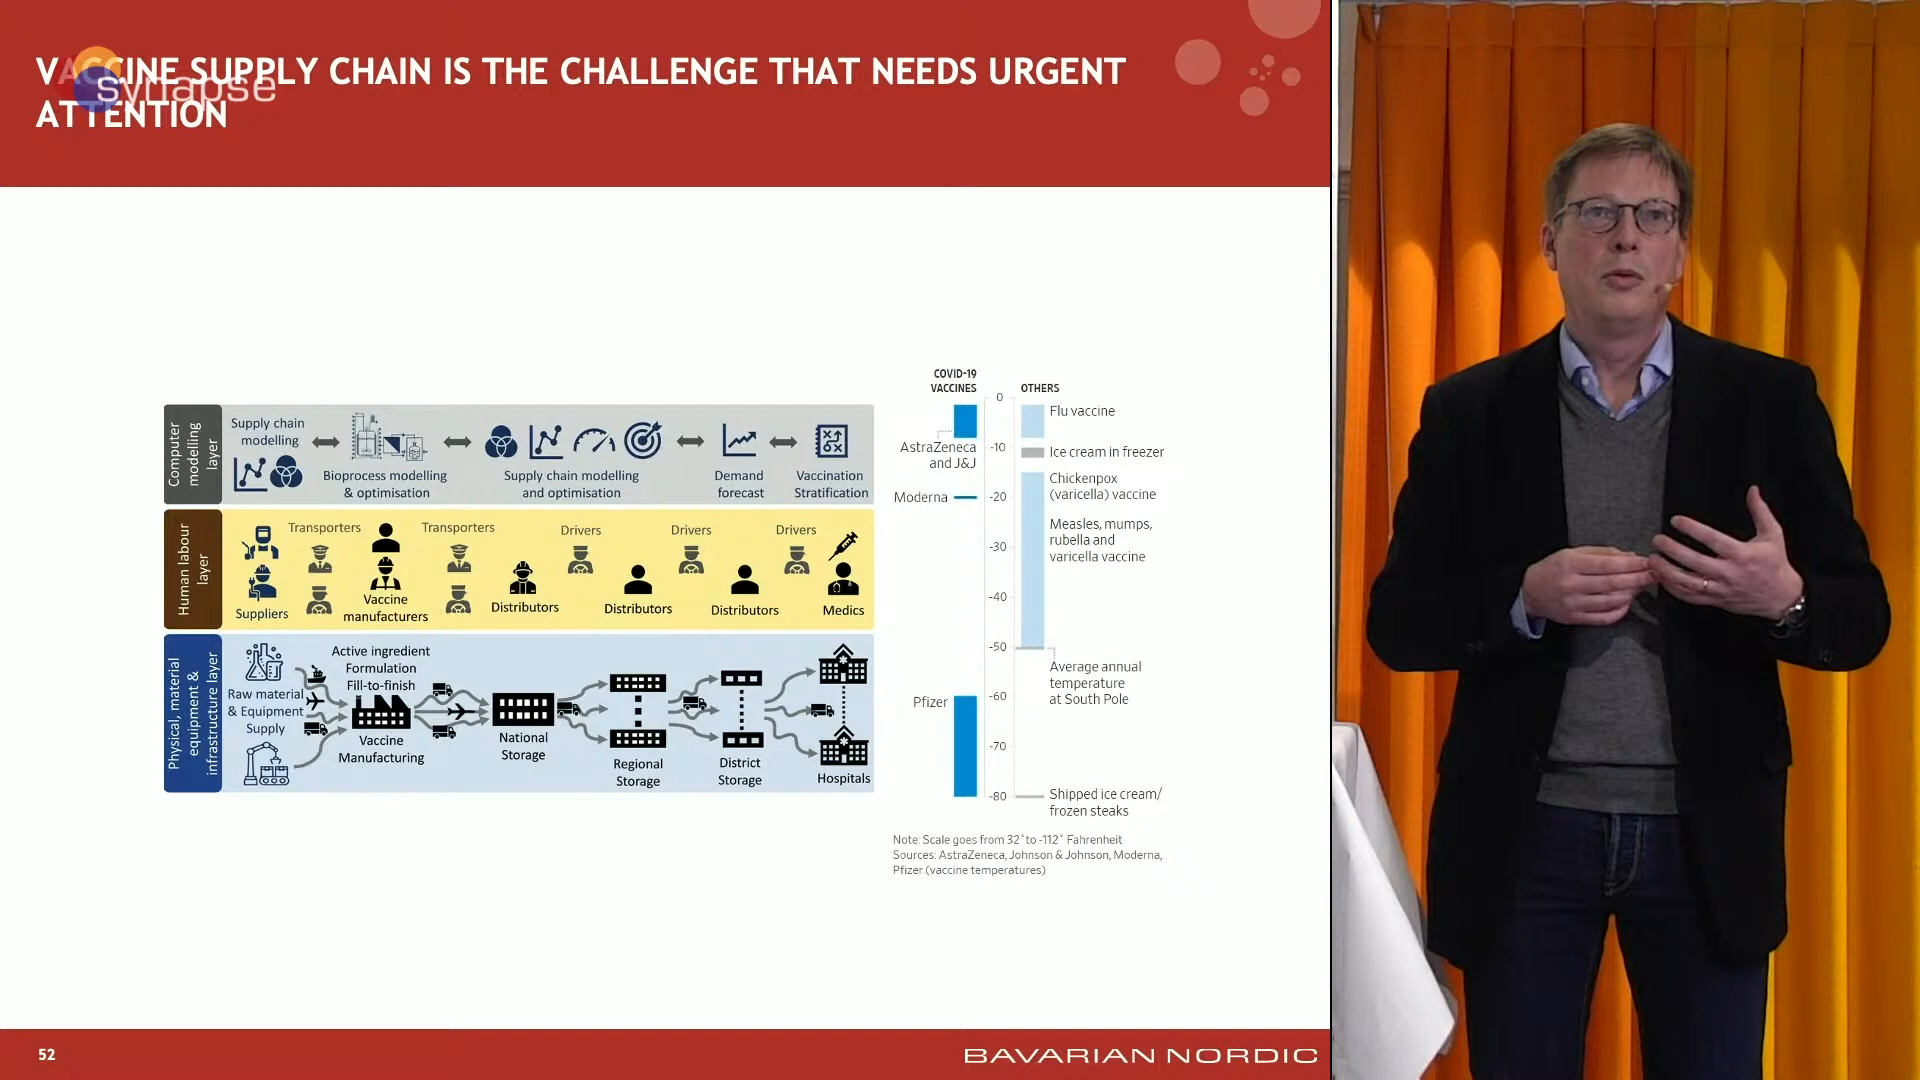 VACCINE SUPPLY CHAIN IS THE CHALLENGE THAT NEEDS URGENT
ATTENTION
synapse
Computer
modelling
layer
Supply chain
modelling
Bioprocess modelling
& optimisation
Supply chain modelling
and optimisation
Demand
forecast
Vaccination
Stratification
Human labour
layer
Suppliers
Transporters
Vaccine
manufacturers
Transporters
Distributors
Drivers
Distributors
Drivers
Distributors
Drivers
Medics
Physical, material
equipment &
infrastructure layer
Raw material
& Equipment
Supply
Active ingredient
Formulation
Fill-to-finish
Vaccine
Manufacturing
National
Storage
Regional
Storage
District
Storage
Hospitals
COVID-19
VACCINES
OTHERS
0
-10
-20
-30
-40
-50
-60
-70
-80
AstraZeneca
and J&J
Moderna
Pfizer
Flu vaccine
Ice cream in freezer
Chickenpox
(varicella) vaccine
Measles, mumps,
rubella and
varicella vaccine
Average annual
temperature
at South Pole
Shipped ice cream/
frozen steaks
Note: Scale goes from 32° to -112° Fahrenheit
Sources: AstraZeneca, Johnson & Johnson, Moderna,
Pfizer (vaccine temperatures)
52
BAVARIAN NORDIC